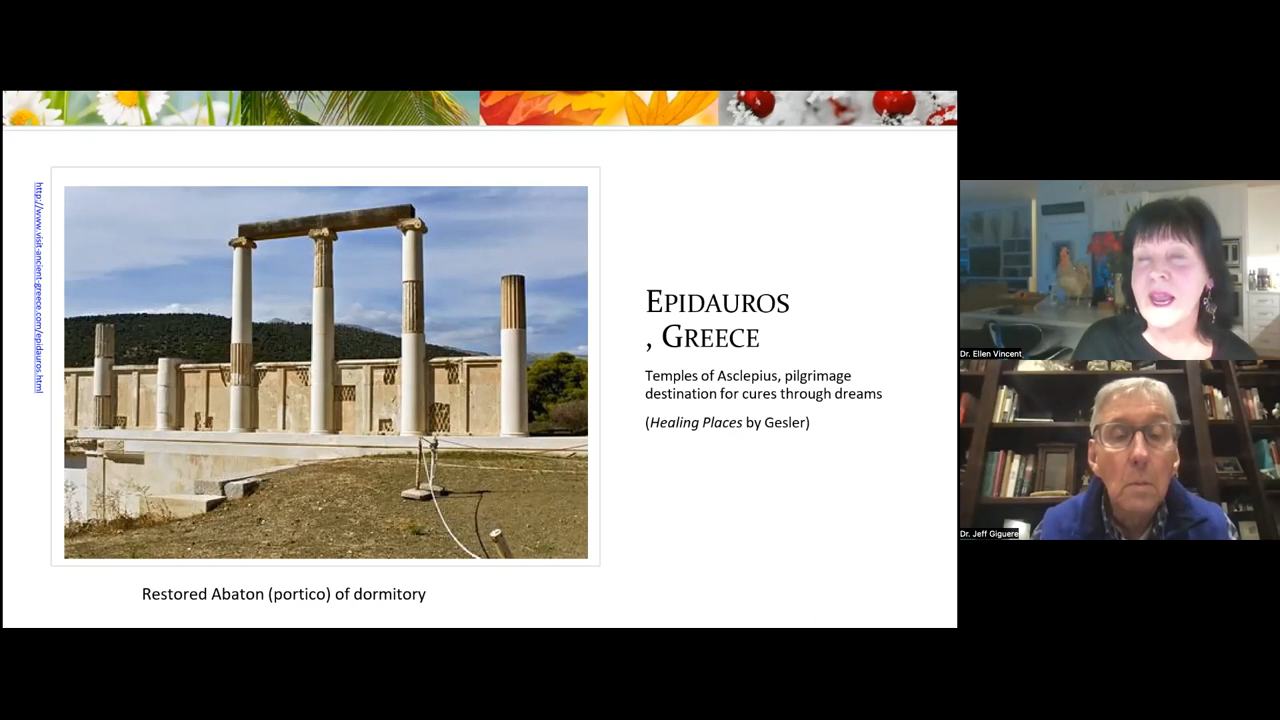 http://www.visit-ancient-greece.com/epidauros.html
EPIDAUROS
, GREECE
Temples of Asclepius, pilgrimage
destination for cures through dreams
(Healing Places by Gesler)
Restored Abaton (portico) of dormitory
Dr. Ellen Vincent
Dr. Jeff Giguere